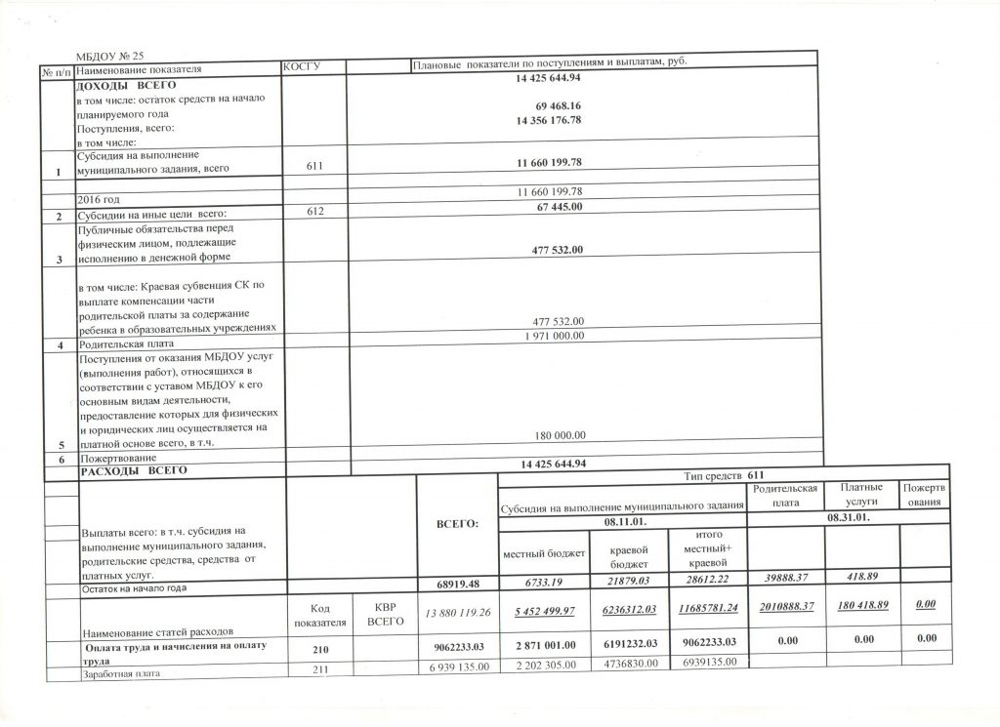 МБДОУ № 25
№ п/п Наименование показателя КОСГУ Плановые показатели по поступлениям и выплатам, руб.
ДОХОДЫ ВСЕГО 14 425 644.94
в том числе: остаток средств на начало 69 468.16
планируемого года 14 356 176.78
Поступления, всего:
в том числе:
Субсидия на выполнение
1 муниципального задания, всего 611 11 660 199.78
2016 год 11 660 199.78
2 Субсидии на иные цели всего: 612 67 445.00
Публичные обязательства перед
физическим лицом, подлежащие
3 исполнению в денежной форме 477 532.00
в том числе: Краевая субвенция СК по
выплате компенсации части
родительской платы за содержание
ребенка в образовательных учреждениях 477 532.00
4 Родительская плата 1 971 000.00
Поступления от оказания МБДОУ услуг
(выполнения работ), относящихся в
соответствии с уставом МБДОУ к его
основным видам деятельности,
предоставление которых для физических
и юридических лиц осуществляется на
5 платной основе всего, в т.ч. 180 000.00
6 Пожертвование
РАСХОДЫ ВСЕГО 14 425 644.94
Тип средств 611
Выплаты всего: в т.ч. субсидия на
выполнение муниципального задания,
родительские средства, средства от
платных услуг.
ВСЕГО:
Субсидия на выполнение муниципального задания
Родительская
плата
Платные
услуги
Пожертв
ования
08.11.01. 08.31.01.
местный бюджет
краевой
бюджет
итого
местный+
краевой
Остаток на начало года 68919.48 6733.19 21879.03 28612.22 39888.37 418.89
Наименование статей расходов
Код
показателя
КВР
ВСЕГО
13 880 119.26 5 452 499.97 6236312.03 11685781.24 2010888.37 180 418.89 0.00
Оплата труда и начисления на оплату
труда 210 9062233.03 2 871 001.00 6191232.03 9062233.03 0.00 0.00 0.00
Заработная плата 211 6 939 135.00 2 202 305.00 4736830.00 6939135.00